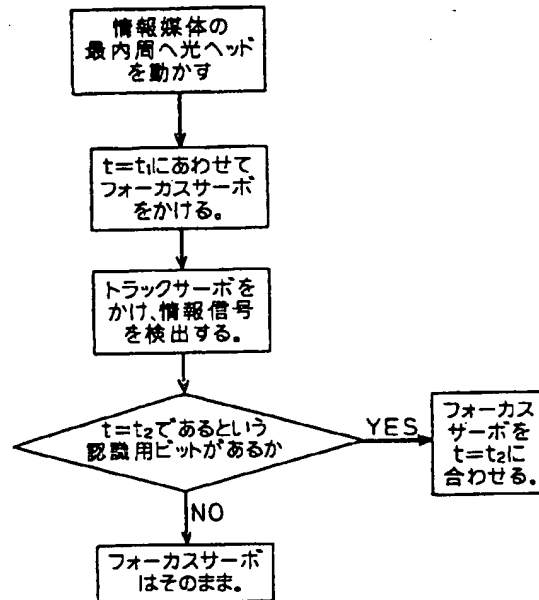 情報媒体の
最内周へ光ヘッド
を動かす
t=t₁にあわせて
フォーカスサーボ
をかける。
トラックサーボを
かけ、情報信号
を検出する。
t=t₂であるという
認識用ピットがあるか
YES
フォーカス
サーボを
t=t₂に
合わせる。
NO
フォーカスサーボ
はそのまま。